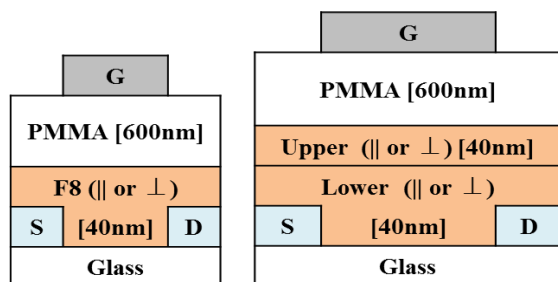 G
PMMA [600nm]
F8 (∥ or ⊥)
S [40nm] D
Glass
G
PMMA [600nm]
Upper (∥ or ⊥) [40nm]
Lower (∥ or ⊥)
S [40nm] D
Glass